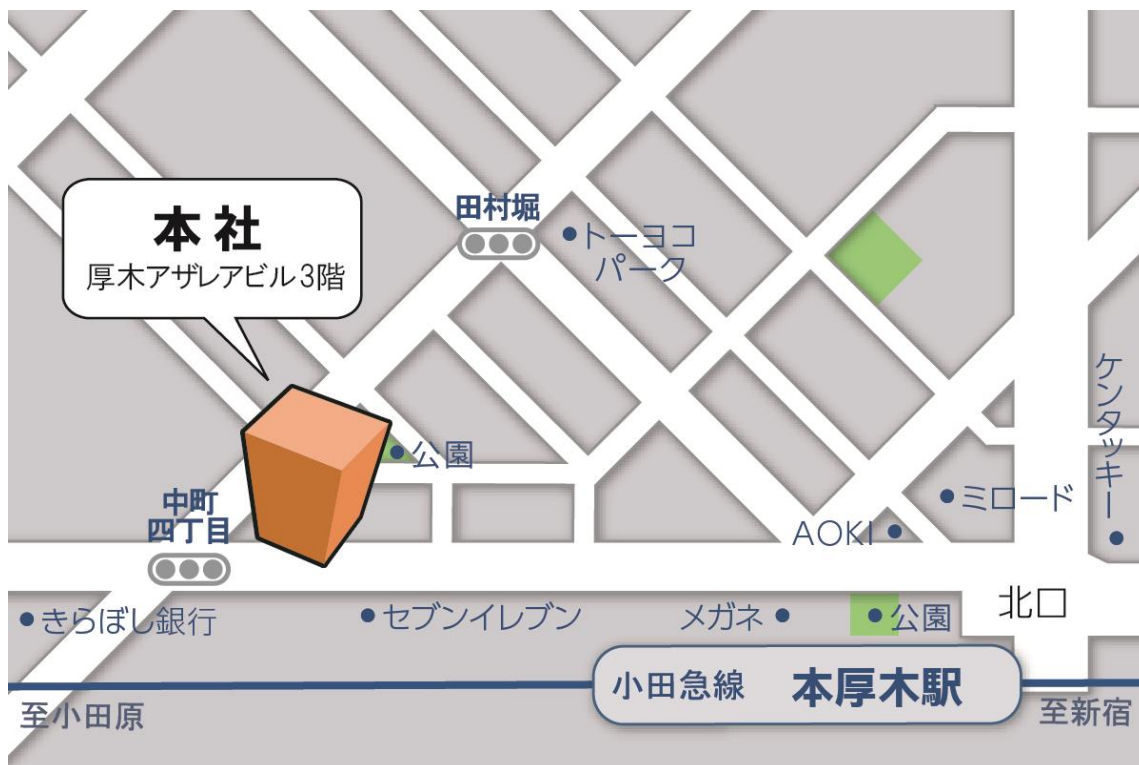 田村堀
トーヨコ
パーク
本社
厚木アザレアビル3階
ケンタッキー
公園
中町
四丁目
ミロード
AOKI
きらぼし銀行
セブンイレブン
メガネ
公園
北口
小田急線 本厚木駅
至小田原
至新宿